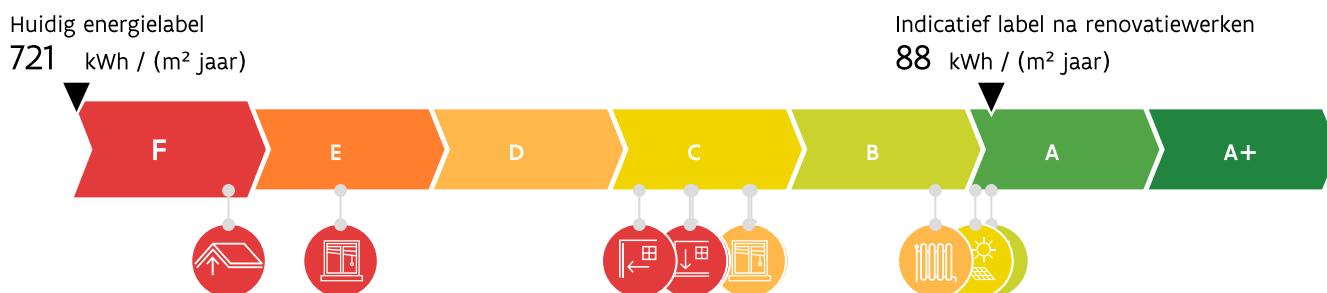 Huidig energielabel
721 kWh / (m² jaar)
Indicatief label na renovatiewerken
88 kWh / (m² jaar)
F E D C B A A+